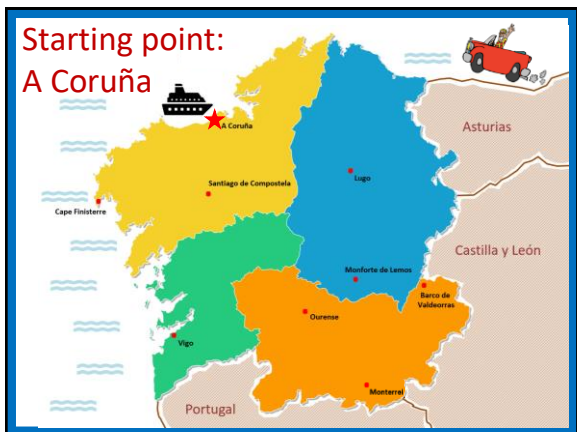 Starting point:
A Coruña
A Coruña
Asturias
Lugo
Santiago de Compostela
Cape Finisterre
Castilla y León
Monforte de Lemos
Barco de
Valdeorras
Ourense
Vigo
Monterrei
Portugal